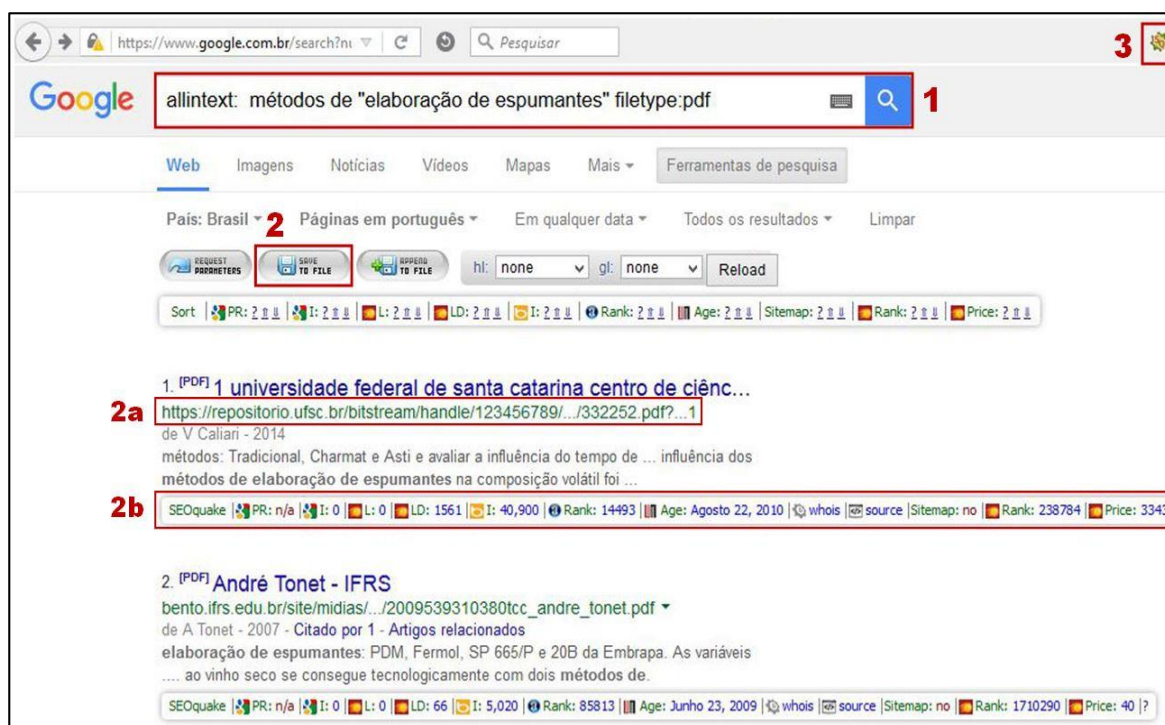 https://www.google.com.br/search?nu
Pesquisar
3
Google
allintext: métodos de "elaboração de espumantes" filetype:pdf
1
Web Imagens Notícias Vídeos Mapas Mais Ferramentas de pesquisa
País: Brasil 2 Páginas em português Em qualquer data Todos os resultados Limpar
REQUEST PARAMETERS SAVE TO FILE APPEND TO FILE hl: none gl: none Reload
Sort | PR: ? ⇑ ⇓ | I: ? ⇑ ⇓ | L: ? ⇑ ⇓ | LD: ? ⇑ ⇓ | I: ? ⇑ ⇓ | Rank: ? ⇑ ⇓ | Age: ? ⇑ ⇓ | Sitemap: ? ⇑ ⇓ | Rank: ? ⇑ ⇓ | Price: ? ⇑ ⇓
1. [PDF] 1 universidade federal de santa catarina centro de ciênc...
2a https://repositorio.ufsc.br/bitstream/handle/123456789/.../332252.pdf?...1
de V Caliari - 2014
métodos: Tradicional, Charmat e Asti e avaliar a influência do tempo de ... influência dos
métodos de elaboração de espumantes na composição volátil foi ...
2b SEOquake | PR: n/a | I: 0 | L: 0 | LD: 1561 | I: 40,900 | Rank: 14493 | Age: Agosto 22, 2010 | whois | source | Sitemap: no | Rank: 238784 | Price: 3343
2. [PDF] André Tonet - IFRS
bento.ifrs.edu.br/site/midias/.../2009539310380tcc_andre_tonet.pdf
de A Tonet - 2007 - Citado por 1 - Artigos relacionados
elaboração de espumantes: PDM, Fermol, SP 665/P e 20B da Embrapa. As variáveis
.... ao vinho seco se consegue tecnologicamente com dois métodos de.
SEOquake | PR: n/a | I: 0 | L: 0 | LD: 66 | I: 5,020 | Rank: 85813 | Age: Junho 23, 2009 | whois | source | Sitemap: no | Rank: 1710290 | Price: 40 | ?